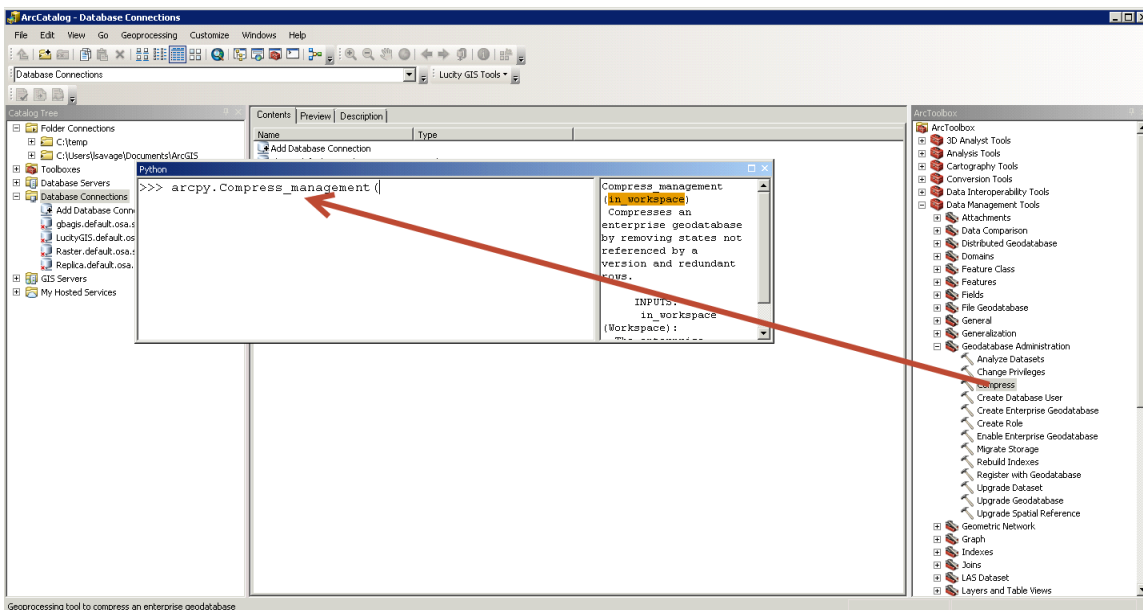 ArcCatalog - Database Connections
File Edit View Go Geoprocessing Customize Windows Help
Database Connections
Lucity GIS Tools
Catalog Tree
Folder Connections
C:\temp
C:\Users\lsavage\Documents\ArcGIS
Toolboxes
Database Servers
Database Connections
Add Database Conn
gbagis.default.osa.s
LucityGIS.default.os
Raster.default.osa.s
Replica.default.osa.
GIS Servers
My Hosted Services
Contents Preview Description
Name Type
Add Database Connection
Python
>>> arcpy.Compress_management(
Compress_management
(in_workspace)
Compresses an
enterprise geodatabase
by removing states not
referenced by a
version and redundant
rows.
INPUTS:
in_workspace
(Workspace):
The enterprise
ArcToolbox
ArcToolbox
3D Analyst Tools
Analysis Tools
Cartography Tools
Conversion Tools
Data Interoperability Tools
Data Management Tools
Attachments
Data Comparison
Distributed Geodatabase
Domains
Feature Class
Features
Fields
File Geodatabase
General
Generalization
Geodatabase Administration
Analyze Datasets
Change Privileges
Compress
Create Database User
Create Enterprise Geodatabase
Create Role
Enable Enterprise Geodatabase
Migrate Storage
Rebuild Indexes
Register with Geodatabase
Upgrade Dataset
Upgrade Geodatabase
Upgrade Spatial Reference
Geometric Network
Graph
Indexes
Joins
LAS Dataset
Layers and Table Views
Geoprocessing tool to compress an enterprise geodatabase